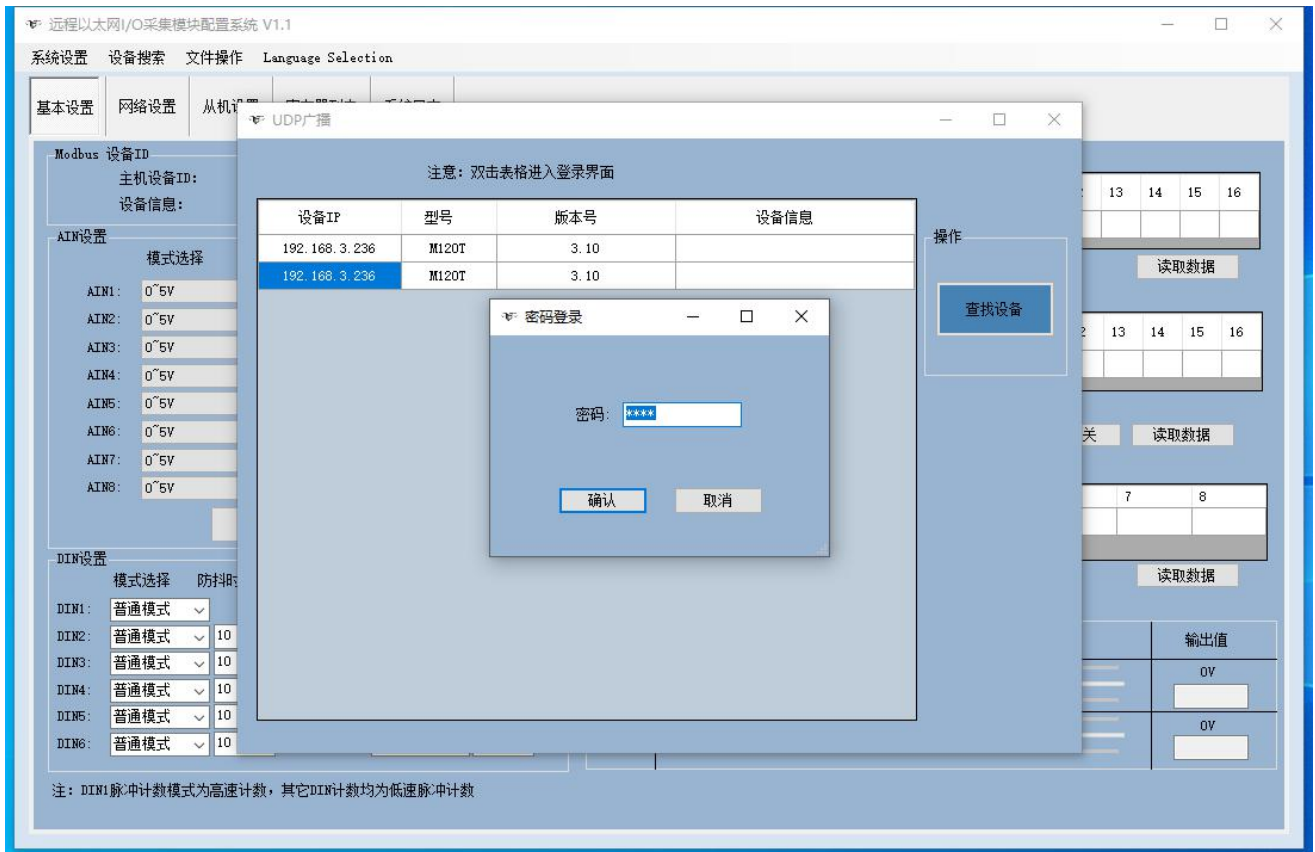 远程以太网I/O采集模块配置系统 V1.1
系统设置 设备搜索 文件操作 Language Selection
基本设置 网络设置 从机设
UDP广播
注意：双击表格进入登录界面
设备IP 型号 版本号 设备信息
192.168.3.236 M120T 3.10
192.168.3.236 M120T 3.10
操作
查找设备
密码登录
密码: ****
确认 取消
Modbus 设备ID
主机设备ID:
设备信息:
AIN设置
模式选择
AIN1: 0~5V
AIN2: 0~5V
AIN3: 0~5V
AIN4: 0~5V
AIN5: 0~5V
AIN6: 0~5V
AIN7: 0~5V
AIN8: 0~5V
DIN设置
模式选择 防抖时
DIN1: 普通模式
DIN2: 普通模式 10
DIN3: 普通模式 10
DIN4: 普通模式 10
DIN5: 普通模式 10
DIN6: 普通模式 10
13 14 15 16
读取数据
13 14 15 16
关 读取数据
7 8
读取数据
输出值
0V
0V
注：DIN1脉冲计数模式为高速计数，其它DIN计数均为低速脉冲计数